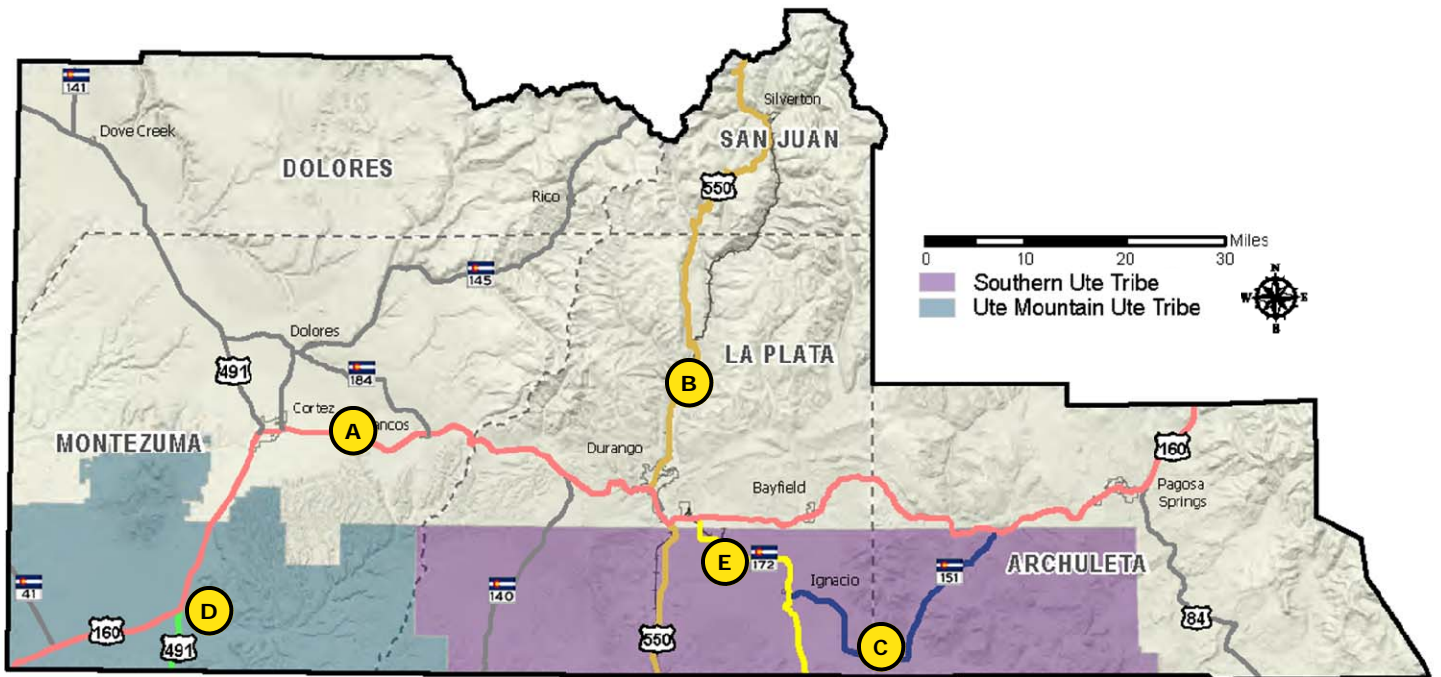 141
Dove Creek
Silverton
SAN JUAN
DOLORES
550
Rico
Miles
0 10 20 30
N
W E
S
Southern Ute Tribe
Ute Mountain Ute Tribe
145
Dolores
LA PLATA
491
184
B
Cortez
A
ancos
MONTEZUMA
Durango
160
Bayfield
Pagosa
Springs
E
172
Ignacio
151
ARCHULETA
41
140
D
160
491
550
C
84